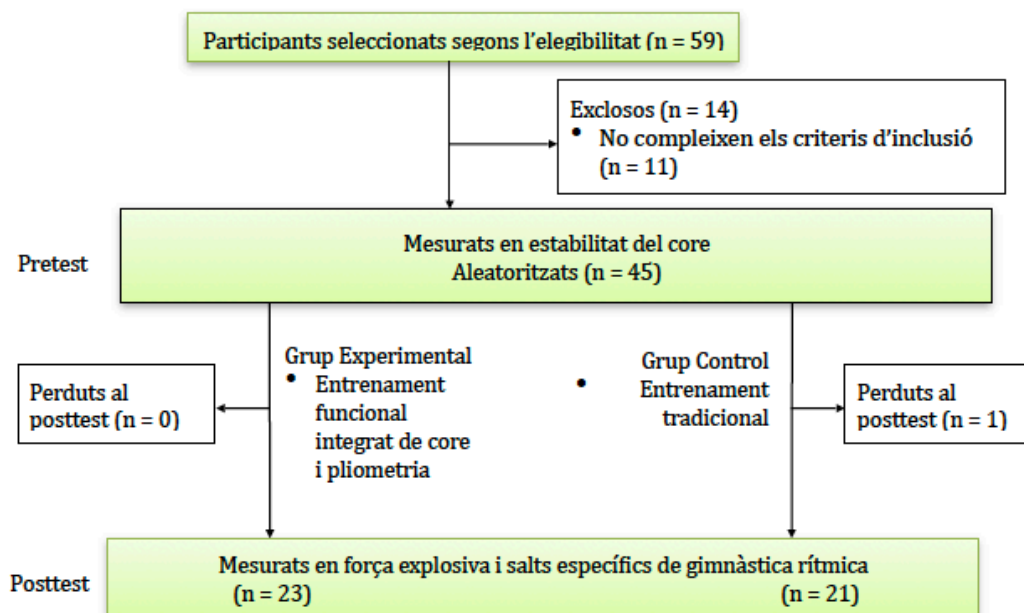 Participants seleccionats segons l'elegibilitat (n = 59)
Exclosos (n = 14)
• No compleixen els criteris d'inclusió
(n = 11)
Pretest
Mesurats en estabilitat del core
Aleatoritzats (n = 45)
Perduts al
posttest (n = 0)
Grup Experimental
• Entrenament
funcional
integrat de core
i pliometria
Grup Control
• Entrenament
tradicional
Perduts al
posttest (n = 1)
Posttest
Mesurats en força explosiva i salts específics de gimnàstica rítmica
(n = 23) (n = 21)